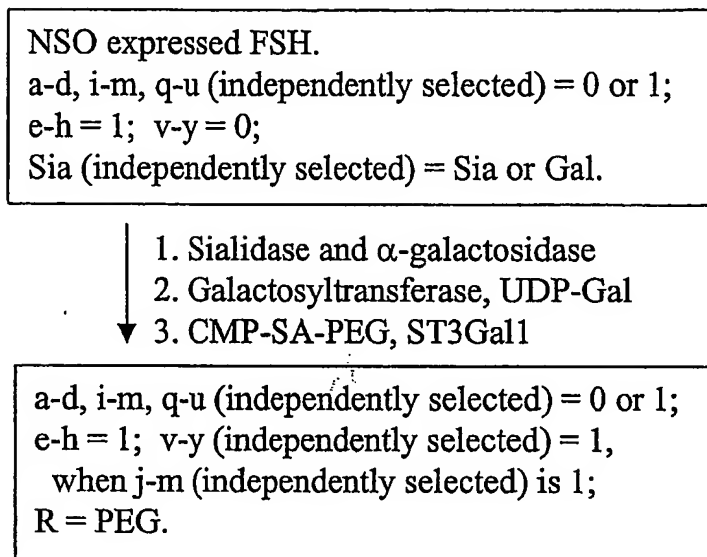 NSO expressed FSH.
a-d, i-m, q-u (independently selected) = 0 or 1;
e-h = 1; v-y = 0;
Sia (independently selected) = Sia or Gal.
1. Sialidase and α-galactosidase
2. Galactosyltransferase, UDP-Gal
3. CMP-SA-PEG, ST3Gal1
a-d, i-m, q-u (independently selected) = 0 or 1;
e-h = 1; v-y (independently selected) = 1,
when j-m (independently selected) is 1;
R = PEG.